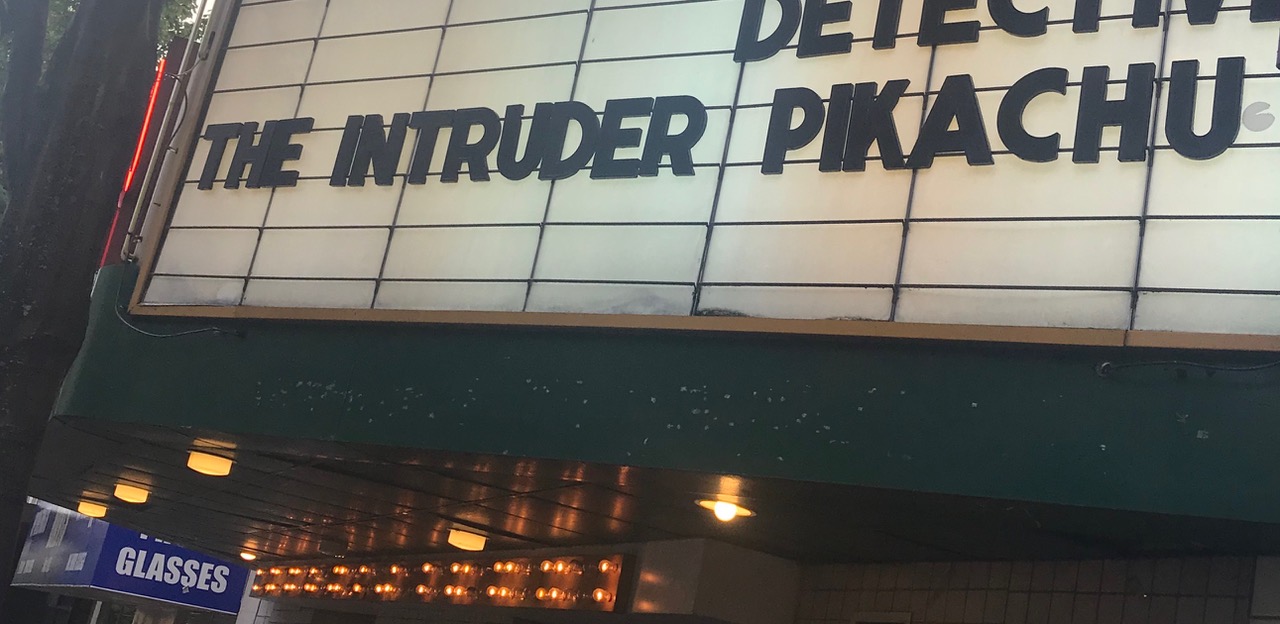 DETECTIV
THE INTRUDER PIKACHU
GLASSES